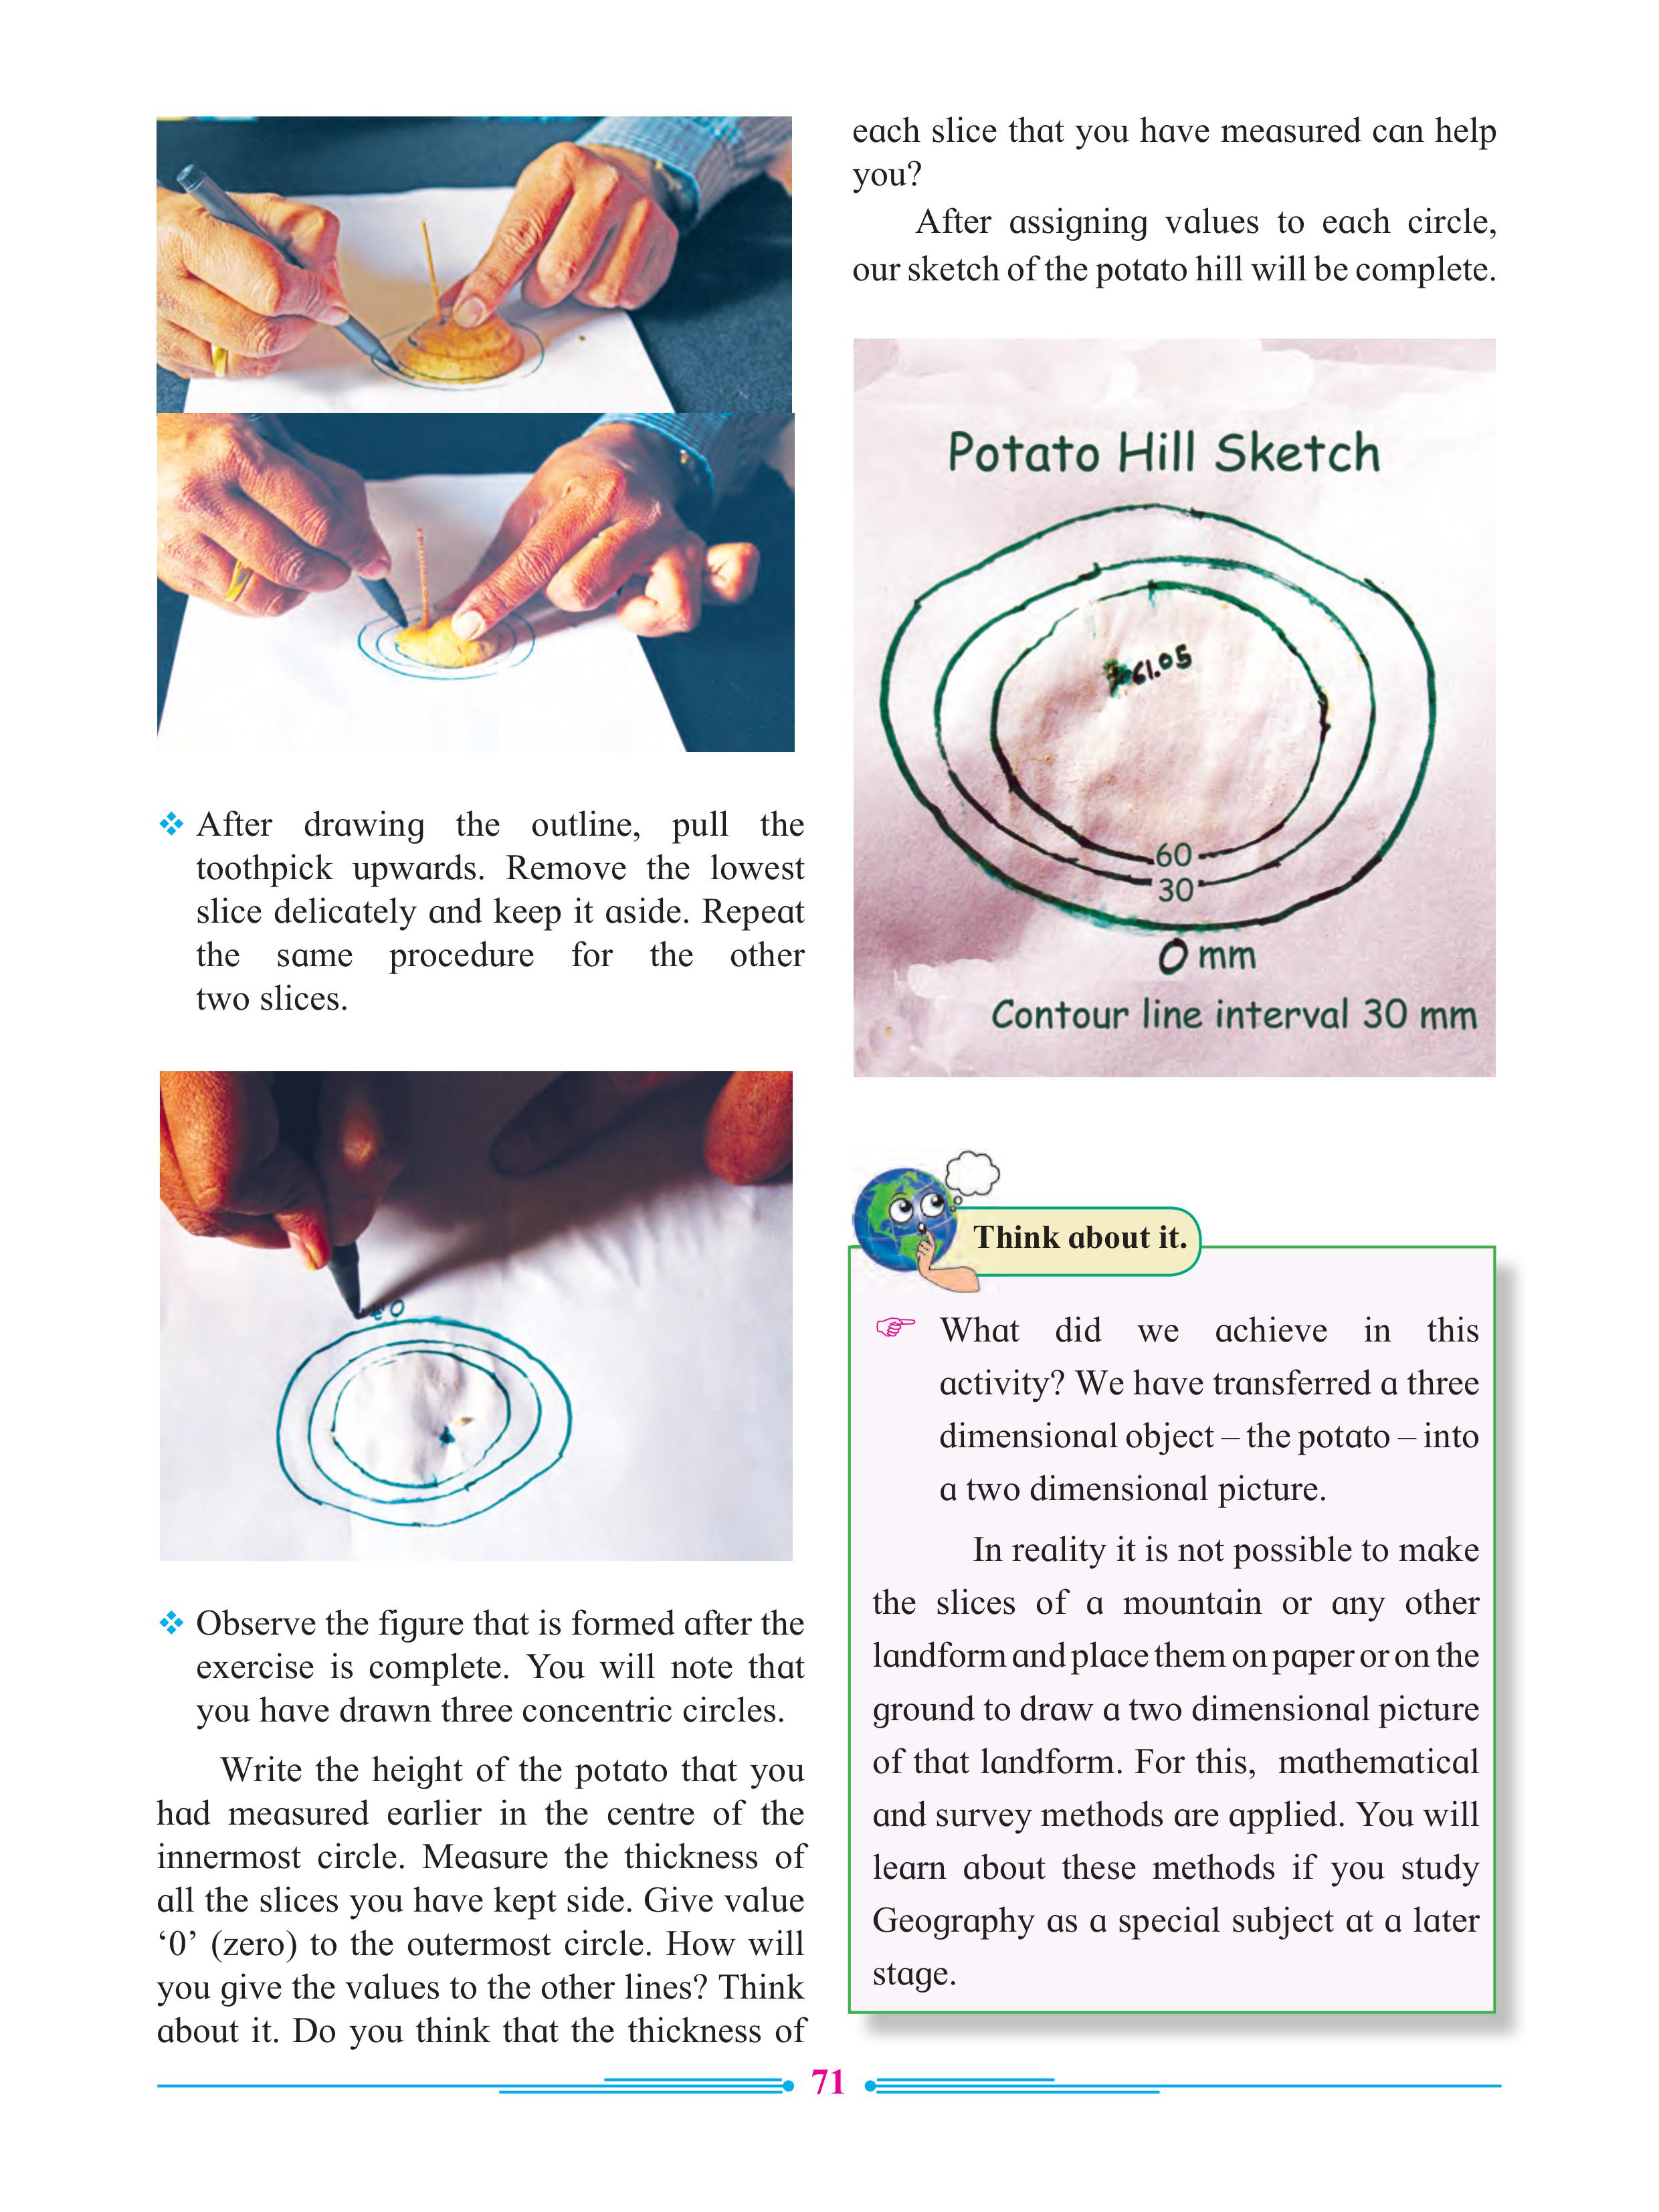 ❖ After drawing the outline, pull the
toothpick upwards. Remove the lowest
slice delicately and keep it aside. Repeat
the same procedure for the other
two slices.
0
❖ Observe the figure that is formed after the
exercise is complete. You will note that
you have drawn three concentric circles.
Write the height of the potato that you
had measured earlier in the centre of the
innermost circle. Measure the thickness of
all the slices you have kept side. Give value
‘0’ (zero) to the outermost circle. How will
you give the values to the other lines? Think
about it. Do you think that the thickness of
each slice that you have measured can help
you?
After assigning values to each circle,
our sketch of the potato hill will be complete.
Potato Hill Sketch
61.05
60
30
0 mm
Contour line interval 30 mm
Think about it.
☞ What did we achieve in this
activity? We have transferred a three
dimensional object – the potato – into
a two dimensional picture.
In reality it is not possible to make
the slices of a mountain or any other
landform and place them on paper or on the
ground to draw a two dimensional picture
of that landform. For this, mathematical
and survey methods are applied. You will
learn about these methods if you study
Geography as a special subject at a later
stage.
71